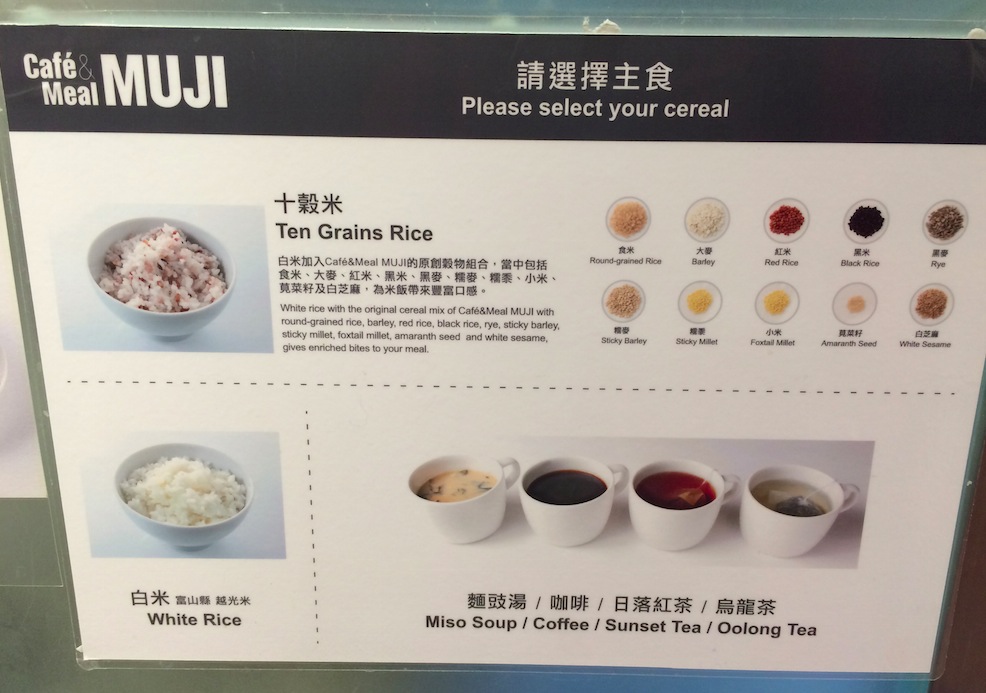 Café&
Meal MUJI
請選擇主食
Please select your cereal
十穀米
Ten Grains Rice
白米加入Café&Meal MUJI的原創穀物組合，當中包括
食米、大麥、紅米、黑米、黑麥、糯麥、糯黍、小米、
莧菜籽及白芝麻，為米飯帶來豐富口感。
White rice with the original cereal mix of Café&Meal MUJI with
round-grained rice, barley, red rice, black rice, rye, sticky barley,
sticky millet, foxtail millet, amaranth seed and white sesame,
gives enriched bites to your meal.
食米 大麥 紅米 黑米 黑麥
Round-grained Rice Barley Red Rice Black Rice Rye
糯麥 糯黍 小米 莧菜籽 白芝麻
Sticky Barley Sticky Millet Foxtail Millet Amaranth Seed White Sesame
白米 富山縣 越光米
White Rice
麵豉湯 / 咖啡 / 日落紅茶 / 烏龍茶
Miso Soup / Coffee / Sunset Tea / Oolong Tea